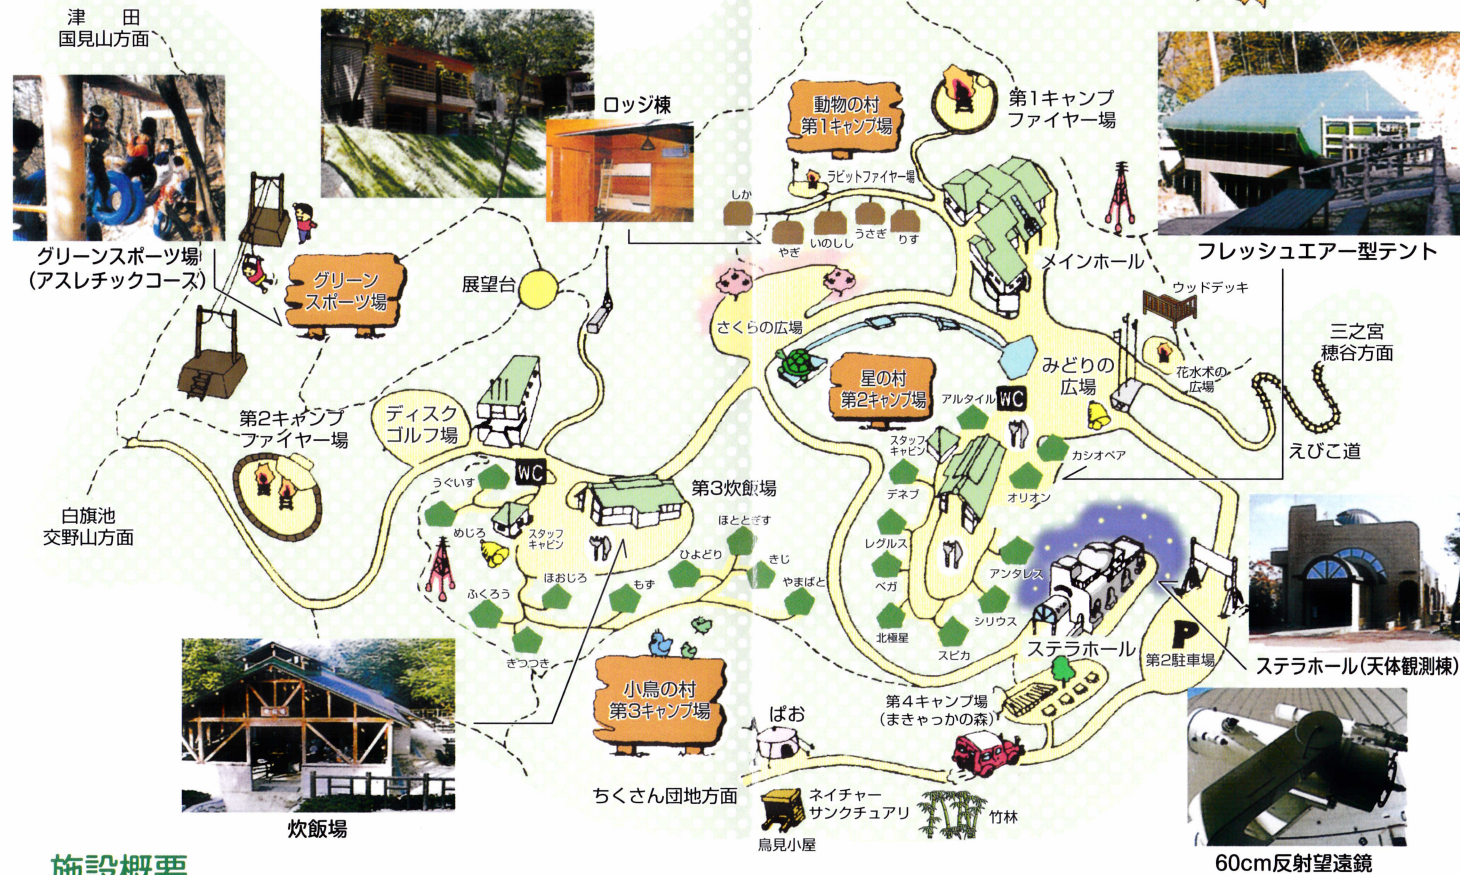 津　田
国見山方面
グリーンスポーツ場
(アスレチックコース)
グリーン
スポーツ場
ロッジ棟
動物の村
第1キャンプ場
第1キャンプ
ファイヤー場
ラビットファイヤー場
しか
やぎ
いのしし
うさぎ
りす
メインホール
フレッシュエアー型テント
ウッドデッキ
三之宮
穂谷方面
花水木の
広場
えびこ道
展望台
さくらの広場
みどりの
広場
星の村
第2キャンプ場
アルタイル
WC
スタッフ
キャビン
カシオペア
デネブ
オリオン
レグルス
ベガ
アンタレス
北極星
シリウス
スピカ
ステラホール
P
第2駐車場
ステラホール(天体観測棟)
60cm反射望遠鏡
第2キャンプ
ファイヤー場
ディスク
ゴルフ場
白旗池
交野山方面
うぐいす
WC
めじろ
スタッフ
キャビン
第3炊飯場
ほととぎす
ひよどり
きじ
やまばと
ほおじろ
もず
ふくろう
きつつき
小鳥の村
第3キャンプ場
第4キャンプ場
(まきゃっかの森)
ぱお
ちくさん団地方面
ネイチャー
サンクチュアリ
鳥見小屋
竹林
炊飯場
施設概要